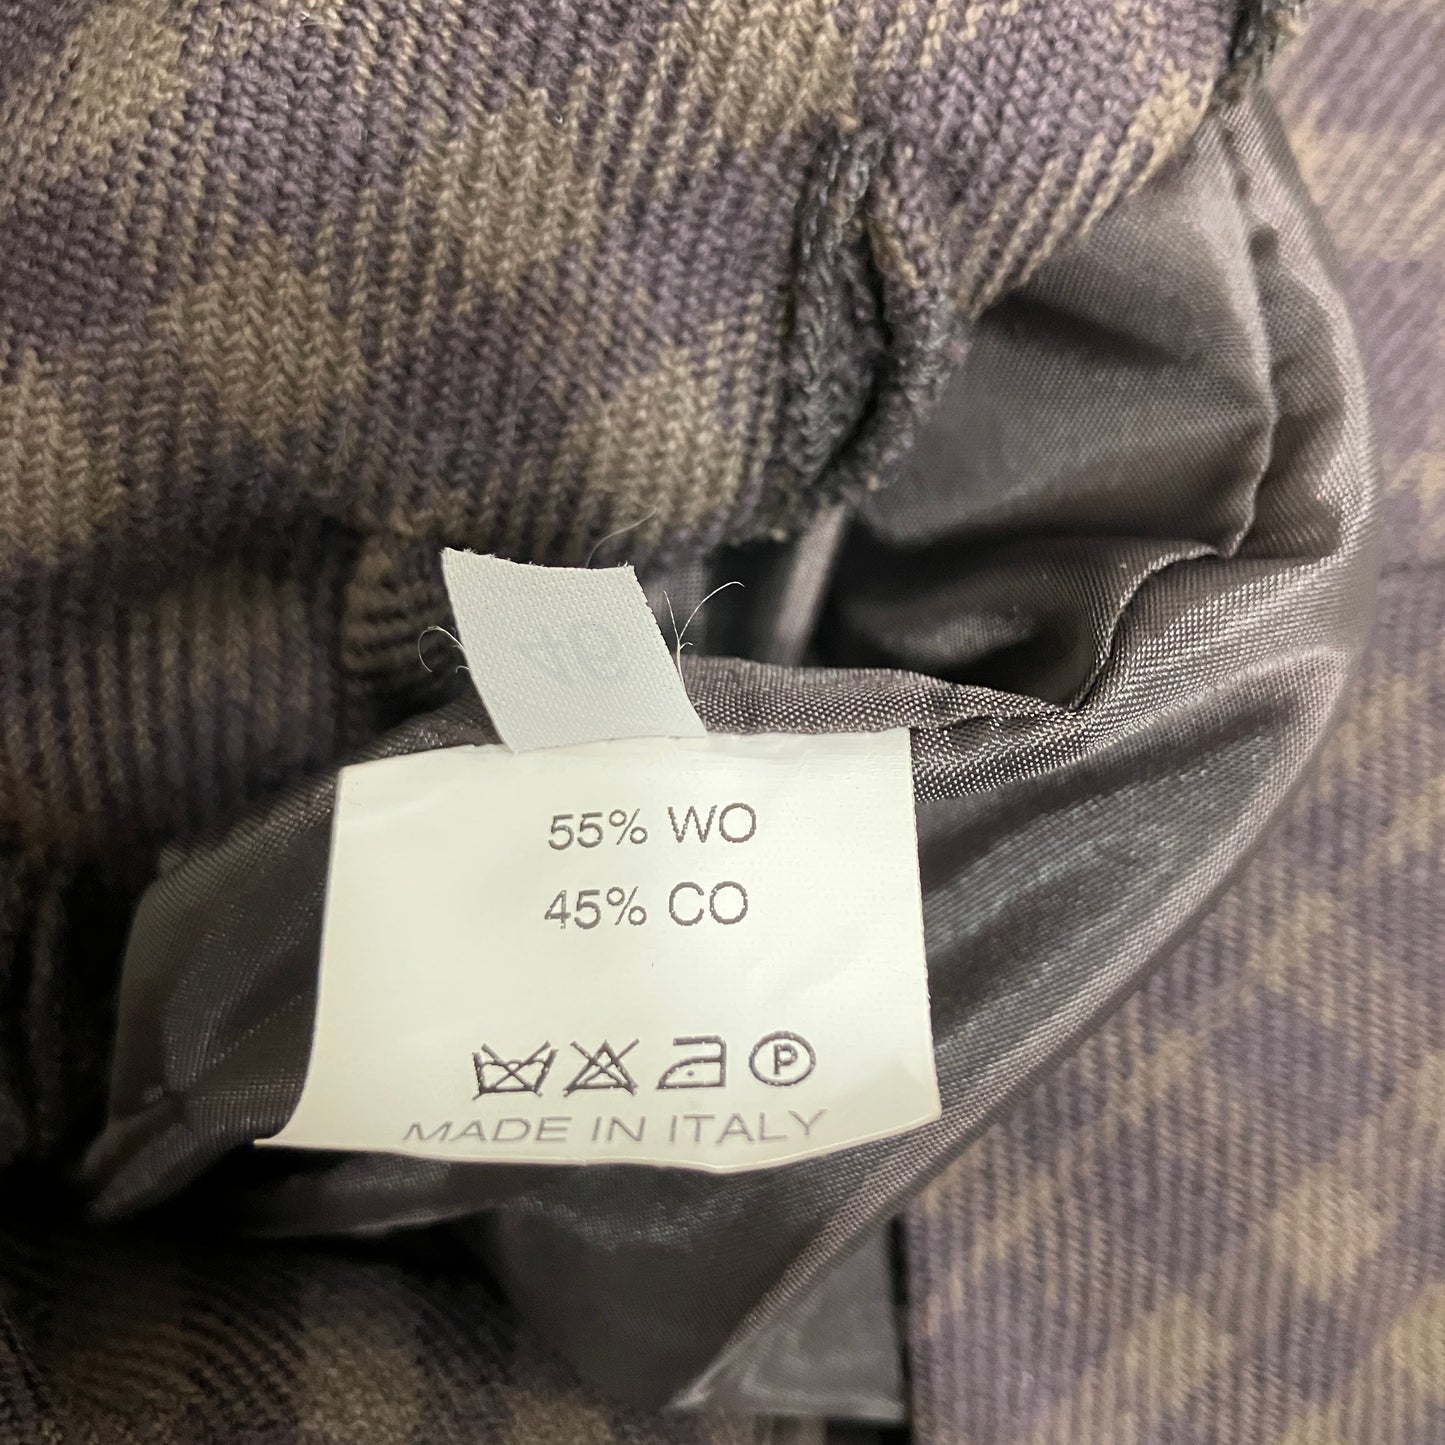 55% WO
45% CO
P
MADE IN ITALY